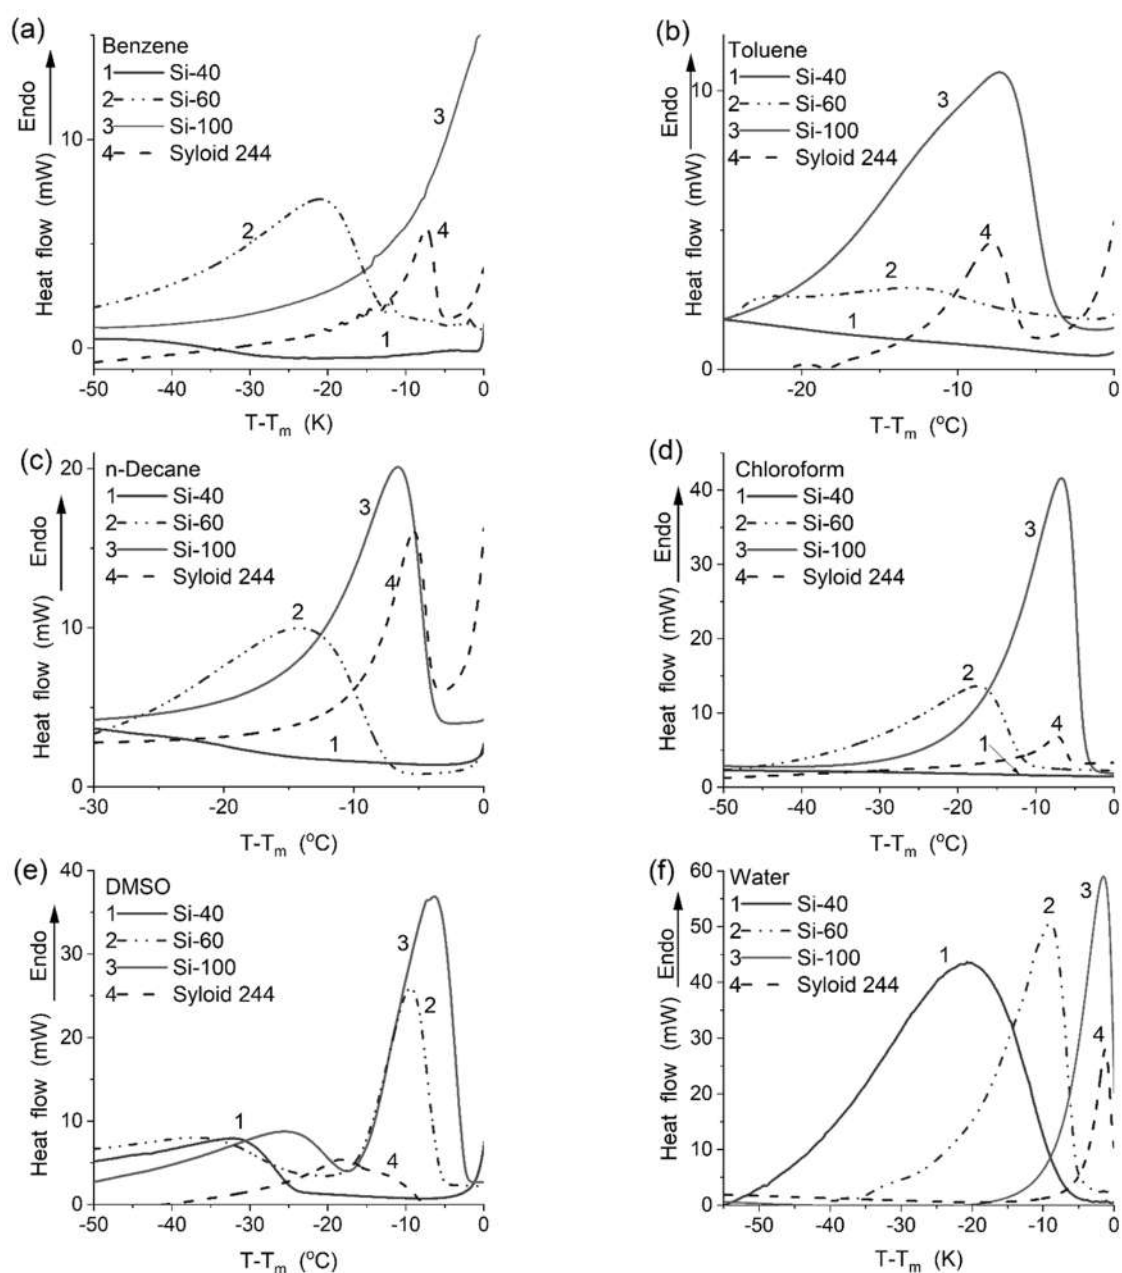 (a)
Benzene
1 Si-40
2 Si-60
3 Si-100
4 Syloid 244
Endo
Heat flow (mW)
15
0
3
2
4
1
-50 -40 -30 -20 -10 0
T-Tm (K)
(b)
Toluene
1 Si-40
2 Si-60
3 Si-100
4 Syloid 244
Endo
Heat flow (mW)
10
0
3
4
2
1
-20 -10 0
T-Tm (°C)
(c)
n-Decane
1 Si-40
2 Si-60
3 Si-100
4 Syloid 244
Endo
Heat flow (mW)
20
10
0
3
4
2
1
-30 -20 -10 0
T-Tm (°C)
(d)
Chloroform
1 Si-40
2 Si-60
3 Si-100
4 Syloid 244
Endo
Heat flow (mW)
40
30
20
10
0
3
2
4
1
-50 -40 -30 -20 -10 0
T-Tm (°C)
(e)
DMSO
1 Si-40
2 Si-60
3 Si-100
4 Syloid 244
Endo
Heat flow (mW)
40
30
20
10
0
3
2
1
4
-50 -40 -30 -20 -10 0
T-Tm (°C)
(f)
Water
1 Si-40
2 Si-60
3 Si-100
4 Syloid 244
Endo
Heat flow (mW)
60
50
40
30
20
10
0
3
2
1
4
-50 -40 -30 -20 -10 0
T-Tm (K)